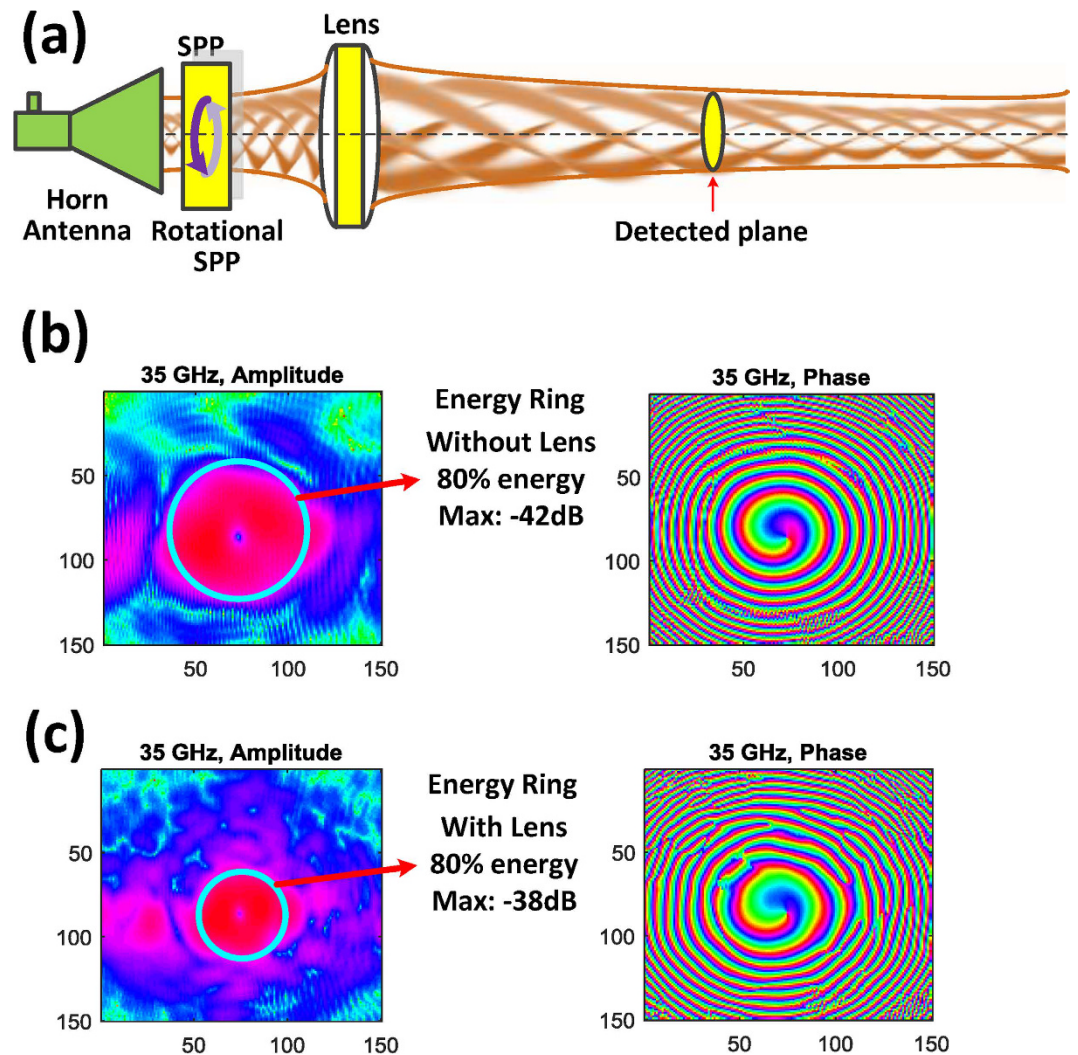 (a)
SPP
Lens
Horn
Antenna
Rotational
SPP
Detected plane
(b)
35 GHz, Amplitude
50
100
150
50
100
150
Energy Ring
Without Lens
80% energy
Max: -42dB
35 GHz, Phase
50
100
150
50
100
150
(c)
35 GHz, Amplitude
50
100
150
50
100
150
Energy Ring
With Lens
80% energy
Max: -38dB
35 GHz, Phase
50
100
150
50
100
150